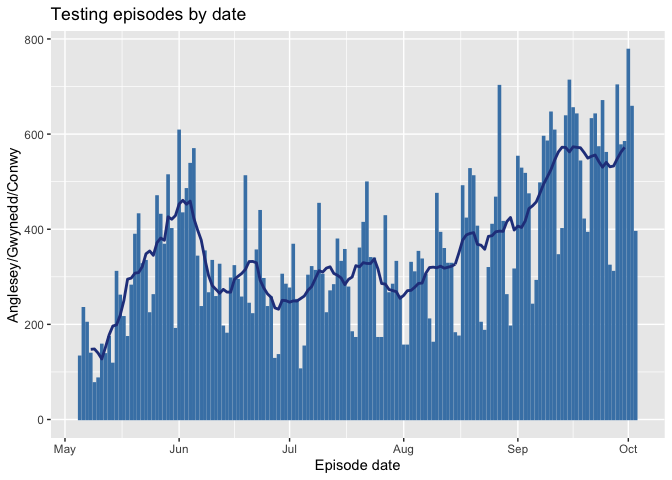 Testing episodes by date
800
600
400
200
0
Anglesey/Gwynedd/Conwy
May Jun Jul Aug Sep Oct
Episode date